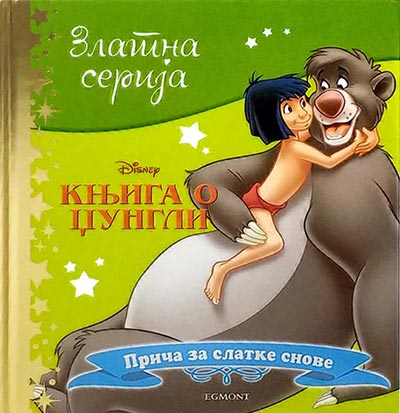 Златна
серија
Disney
КЊИГА О
ЏУНГЛИ
Прича за слатке снове
EGMONT